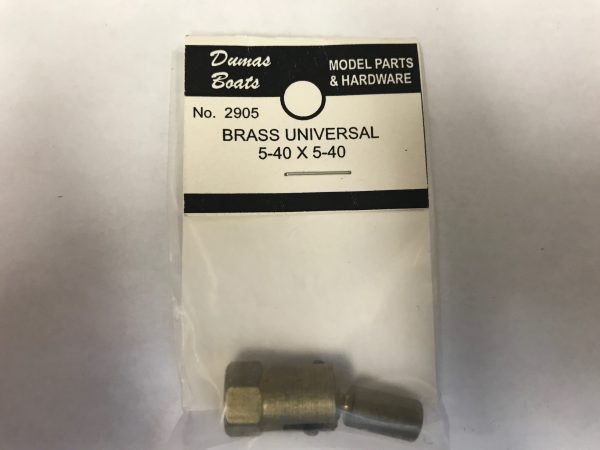 Dumas
Boats
MODEL PARTS
& HARDWARE
No. 2905
BRASS UNIVERSAL
5-40 X 5-40